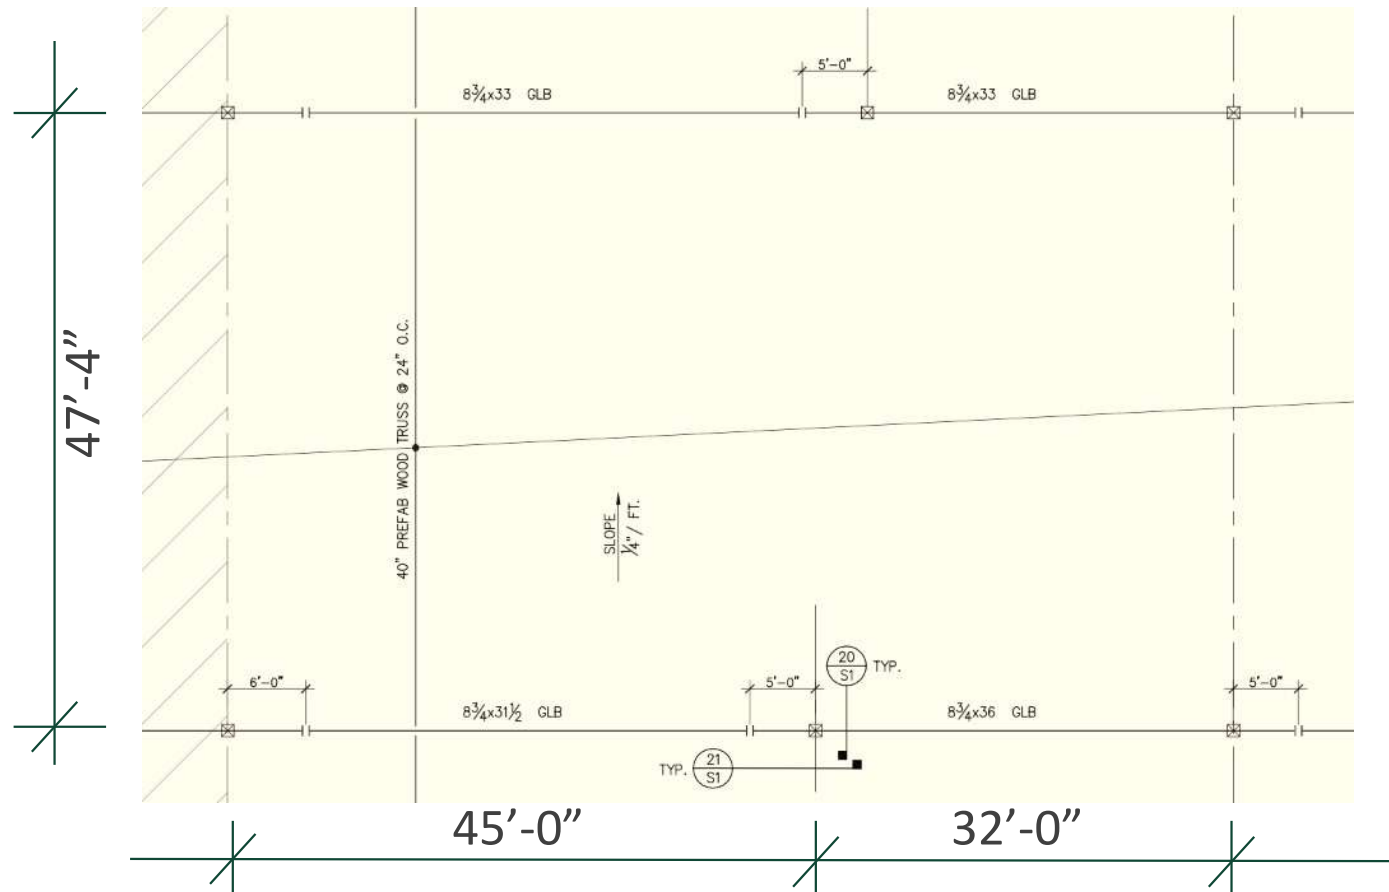 5'-0"
8¾x33 GLB
8¾x33 GLB
47'-4"
40" PREFAB WOOD TRUSS @ 24" O.C.
SLOPE
¼"/ FT.
20
S1
TYP.
6'-0"
5'-0"
5'-0"
8¾x31½ GLB
8¾x36 GLB
TYP.
21
S1
45'-0"
32'-0"